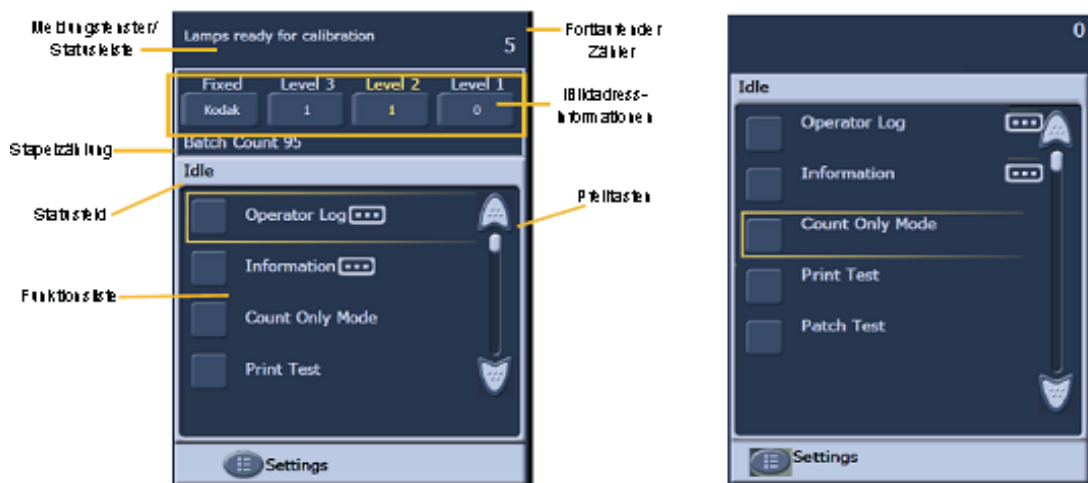 Meldungsfenster/
Statusleiste
Lamps ready for calibration
5
Fortlaufender
Zähler
Fixed Level 3 Level 2 Level 1
Kodak 1 1 0
Bildadress-
Informationen
Stapelzählung
Batch Count 95
Idle
Statusfeld
Operator Log
Pfeiltasten
Information
Funktionsliste
Count Only Mode
Print Test
Settings
0
Idle
Operator Log
Information
Count Only Mode
Print Test
Patch Test
Settings